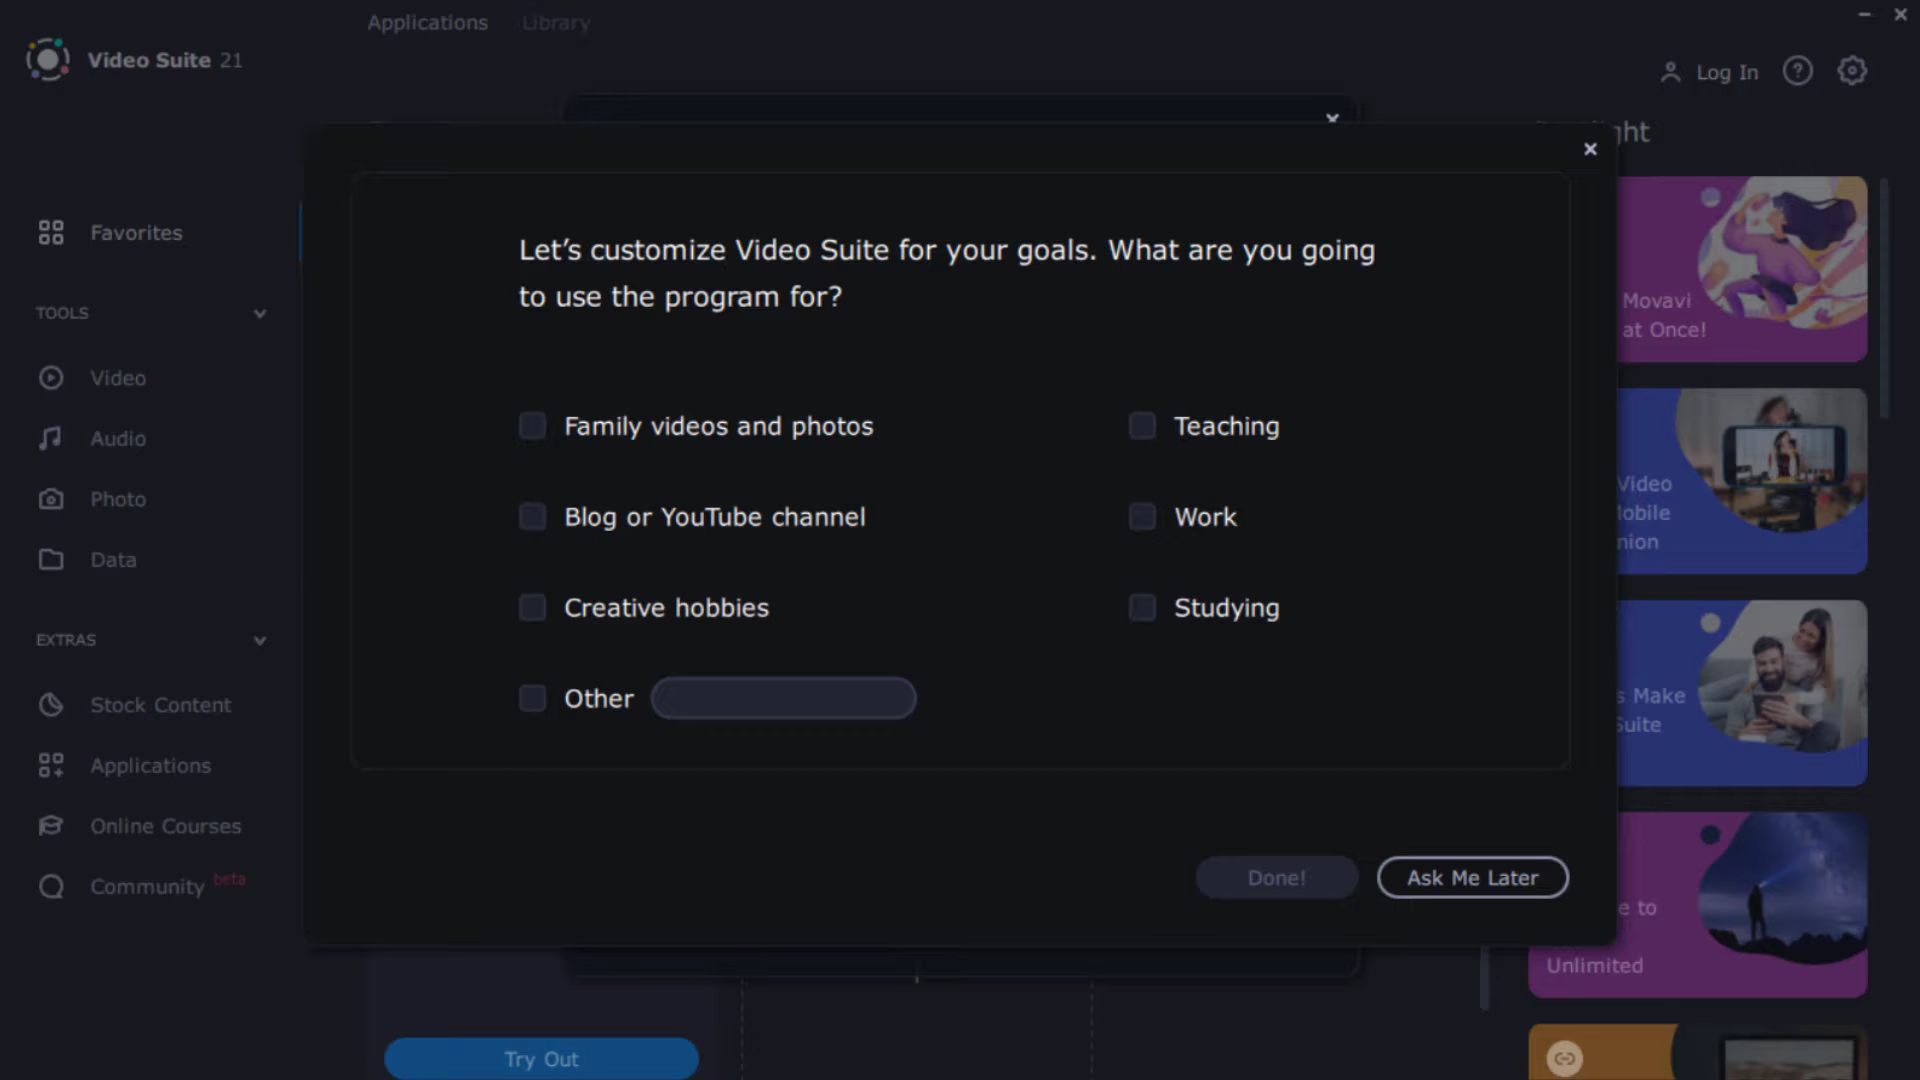 Applications
Library
Video Suite 21
Log In
Favorites
TOOLS
Video
Audio
Photo
Data
EXTRAS
Stock Content
Applications
Online Courses
Community beta
Let's customize Video Suite for your goals. What are you going
to use the program for?
Family videos and photos
Teaching
Blog or YouTube channel
Work
Creative hobbies
Studying
Other
Done!
Ask Me Later
Movavi
at Once!
Video
Make
Suite
to
Unlimited
Try Out